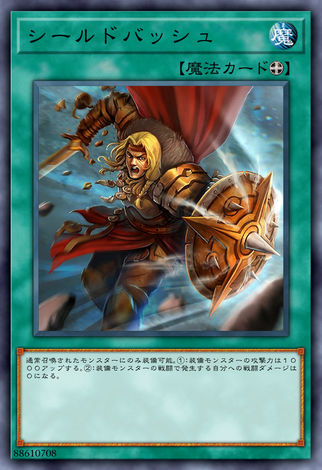 シールドバッシュ
魔
【魔法カード】
通常召喚されたモンスターにのみ装備可能。①:装備モンスターの攻撃力は１０
００アップする。②:装備モンスターの戦闘で発生する自分への戦闘ダメージは
０になる。
88610708